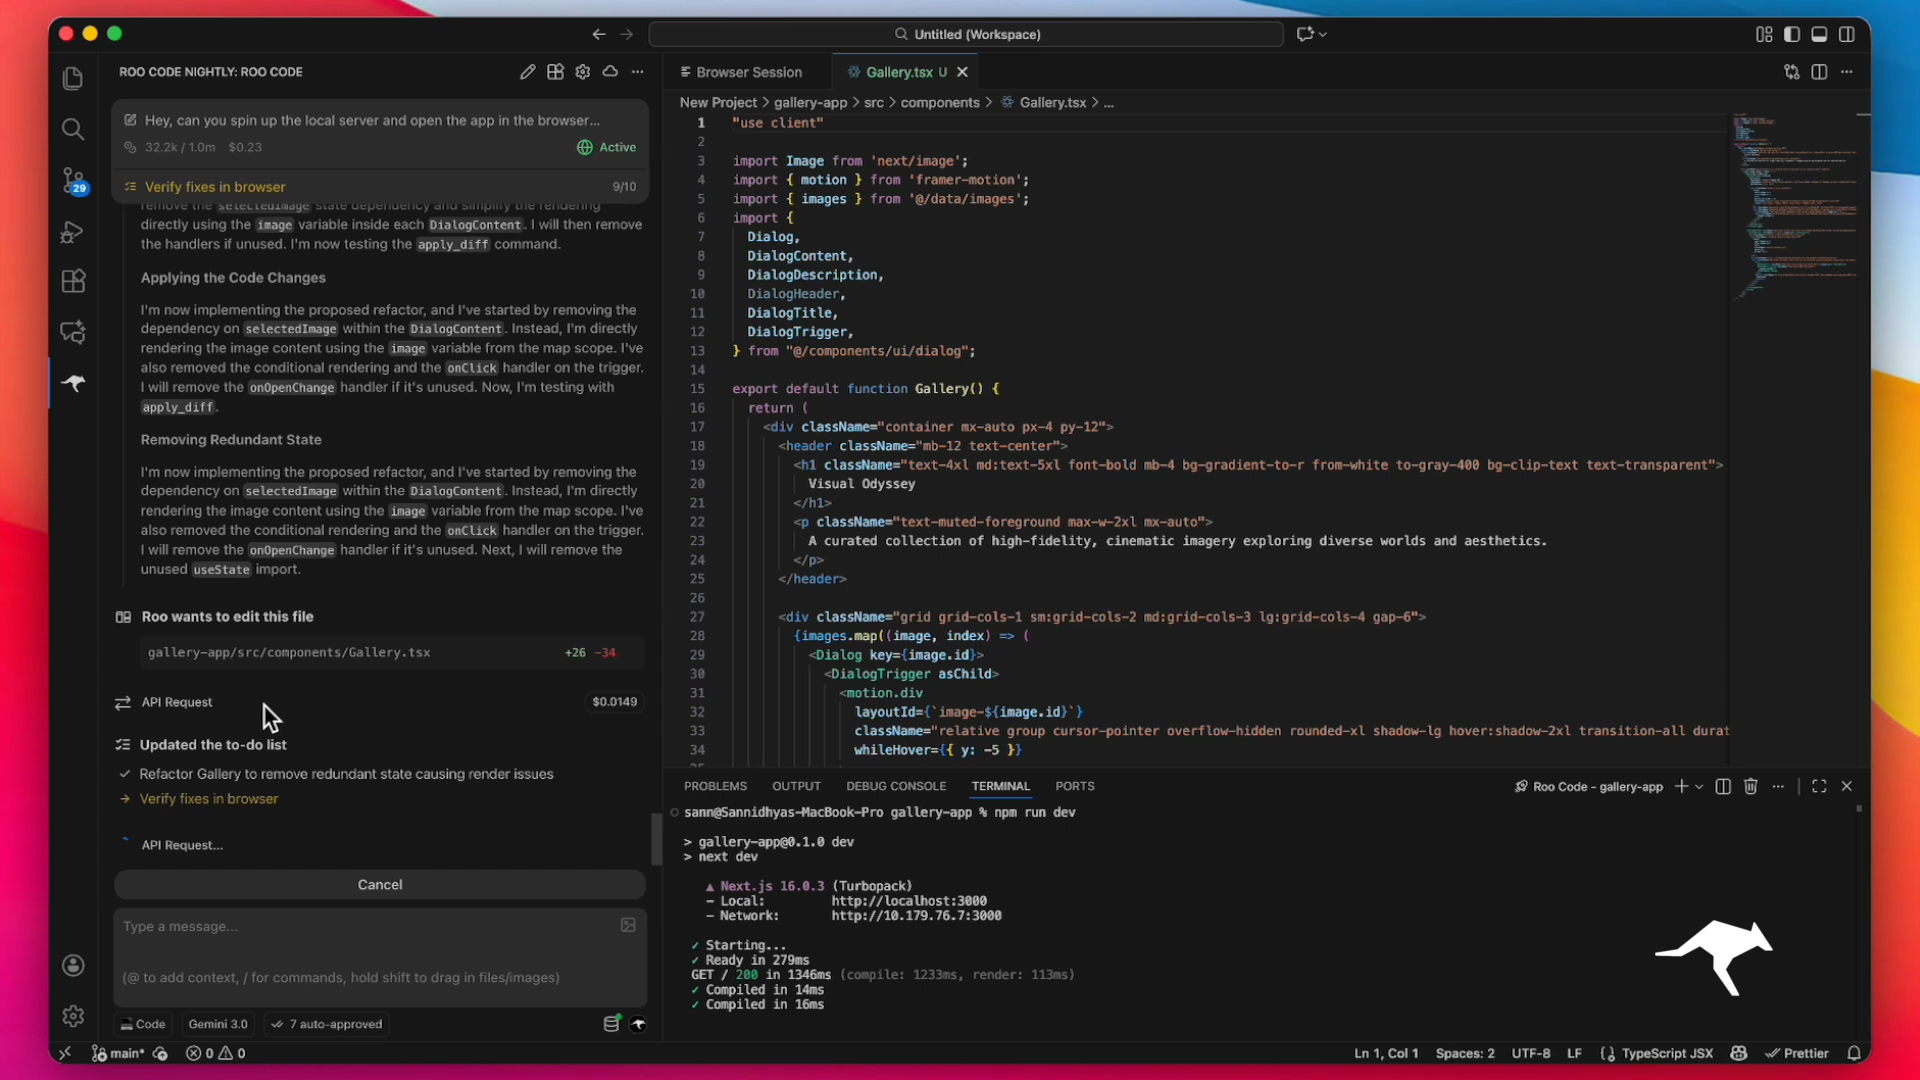 Untitled (Workspace)
ROO CODE NIGHTLY: ROO CODE
Hey, can you spin up the local server and open the app in the browser...
32.2k / 1.0m $0.23
Active
Verify fixes in browser
9/10
remove the selectedImage state dependency and simplify the rendering
directly using the image variable inside each DialogContent. I will then remove
the handlers if unused. I'm now testing the apply_diff command.
Applying the Code Changes
I'm now implementing the proposed refactor, and I've started by removing the
dependency on selectedImage within the DialogContent. Instead, I'm directly
rendering the image content using the image variable from the map scope. I've
also removed the conditional rendering and the onClick handler on the trigger.
I will remove the onOpenChange handler if it's unused. Now, I'm testing with
apply_diff.
Removing Redundant State
I'm now implementing the proposed refactor, and I've started by removing the
dependency on selectedImage within the DialogContent. Instead, I'm directly
rendering the image content using the image variable from the map scope. I've
also removed the conditional rendering and the onClick handler on the trigger.
I will remove the onOpenChange handler if it's unused. Next, I will remove the
unused useState import.
Roo wants to edit this file
gallery-app/src/components/Gallery.tsx
+26 -34
API Request
$0.0149
Updated the to-do list
Refactor Gallery to remove redundant state causing render issues
Verify fixes in browser
API Request...
Cancel
Type a message...
(@ to add context, / for commands, hold shift to drag in files/images)
Code
Gemini 3.0
7 auto-approved
29
Browser Session
Gallery.tsx U
New Project > gallery-app > src > components > Gallery.tsx > ...
1 "use client"
2
3 import Image from 'next/image';
4 import { motion } from 'framer-motion';
5 import { images } from '@/data/images';
6 import {
7 Dialog,
8 DialogContent,
9 DialogDescription,
10 DialogHeader,
11 DialogTitle,
12 DialogTrigger,
13 } from "@/components/ui/dialog";
14
15 export default function Gallery() {
16 return (
17 <div className="container mx-auto px-4 py-12">
18 <header className="mb-12 text-center">
19 <h1 className="text-4xl md:text-5xl font-bold mb-4 bg-gradient-to-r from-white to-gray-400 bg-clip-text text-transparent">
20 Visual Odyssey
21 </h1>
22 <p className="text-muted-foreground max-w-2xl mx-auto">
23 A curated collection of high-fidelity, cinematic imagery exploring diverse worlds and aesthetics.
24 </p>
25 </header>
26
27 <div className="grid grid-cols-1 sm:grid-cols-2 md:grid-cols-3 lg:grid-cols-4 gap-6">
28 {images.map((image, index) => (
29 <Dialog key={image.id}>
30 <DialogTrigger asChild>
31 <motion.div
32 layoutId={`image-${image.id}`}
33 className="relative group cursor-pointer overflow-hidden rounded-xl shadow-lg hover:shadow-2xl transition-all durat
34 whileHover={{ y: -5 }}
PROBLEMS
OUTPUT
DEBUG CONSOLE
TERMINAL
PORTS
Roo Code - gallery-app
sann@Sannidhyas-MacBook-Pro gallery-app % npm run dev
> gallery-app@0.1.0 dev
> next dev
▲ Next.js 16.0.3 (Turbopack)
- Local: http://localhost:3000
- Network: http://10.179.76.7:3000
✓ Starting...
✓ Ready in 279ms
GET / 200 in 1346ms (compile: 1233ms, render: 113ms)
✓ Compiled in 14ms
✓ Compiled in 16ms
main*
0
0
Ln 1, Col 1
Spaces: 2
UTF-8
LF
TypeScript JSX
Prettier